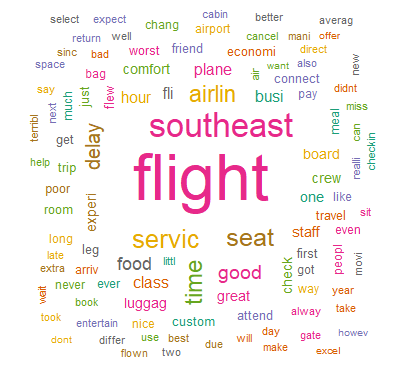 select expect chang cabin better averag
return well airport cancel mani offer
sinc bad worst friend economi direct
space bag comfort plane air want also new
say next much just flew hour fli airlin busi connect pay didnt miss
terribl delay southeast meal can checkin
get board realli
help trip flight crew
poor experi one like
room travel sit
long leg servic seat staff even
late food littl first peopl movi
extra arriv time good check got
wait never ever class way year
book luggag great alway take
took entertain nice custom attend day gate howev
dont differ use best due will make excel
flown two